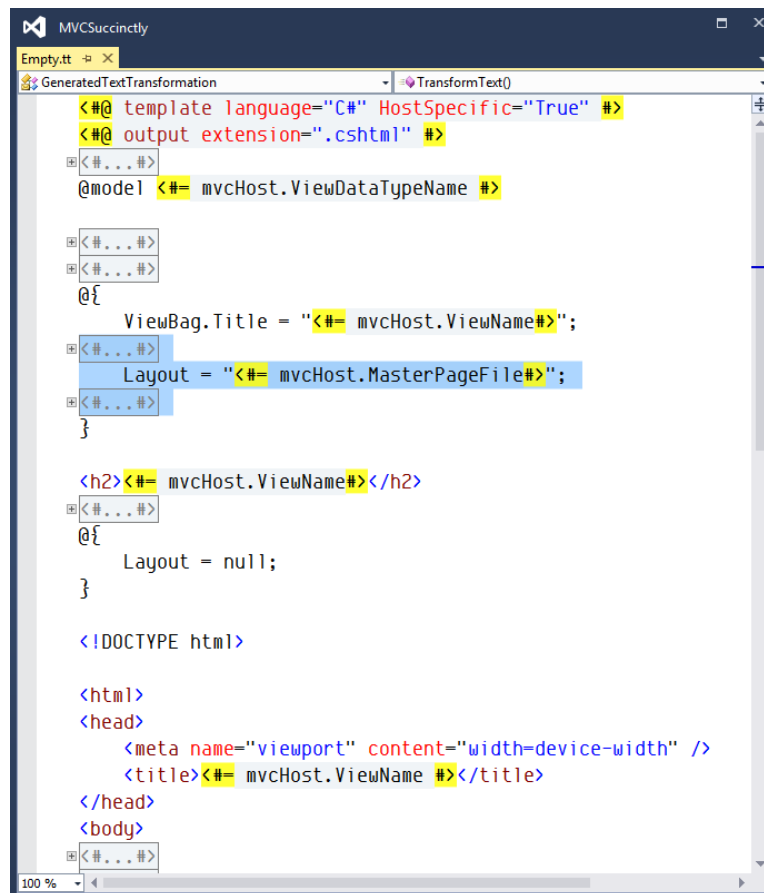 MVCSuccinctly
Empty.tt
GeneratedTextTransformation TransformText()
<#@ template language="C#" HostSpecific="True" #>
<#@ output extension=".cshtml" #>
<#...#>
@model <#= mvcHost.ViewDataTypeName #>
<#...#>
<#...#>
@{
ViewBag.Title = "<#= mvcHost.ViewName#>";
<#...#>
Layout = "<#= mvcHost.MasterPageFile#>";
<#...#>
}
<h2><#= mvcHost.ViewName#></h2>
<#...#>
@{
Layout = null;
}
<!DOCTYPE html>
<html>
<head>
<meta name="viewport" content="width=device-width" />
<title><#= mvcHost.ViewName #></title>
</head>
<body>
<#...#>
100 %